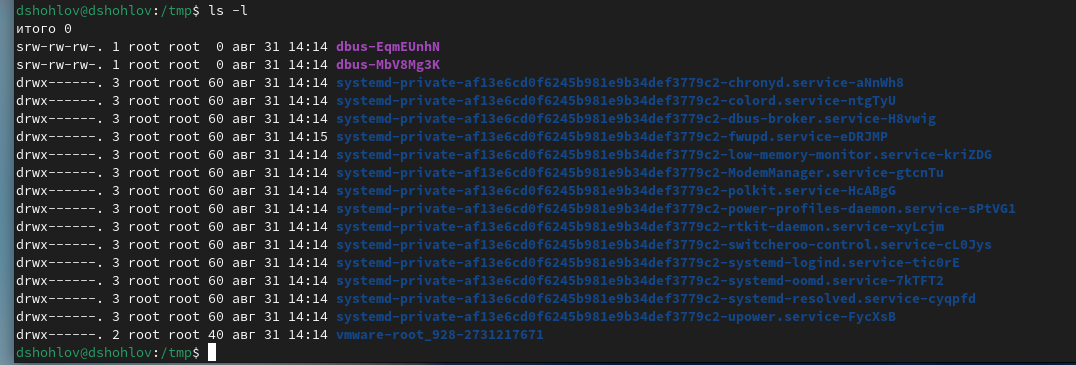 dshohlov@dshohlov:/tmp$ ls -l
итого 0
srw-rw-rw-. 1 root root  0 авг 31 14:14 dbus-EqmEUnhN
srw-rw-rw-. 1 root root  0 авг 31 14:14 dbus-MbV8Mg3K
drwx------. 3 root root 60 авг 31 14:14 systemd-private-af13e6cd0f6245b981e9b34def3779c2-chronyd.service-aNnWh8
drwx------. 3 root root 60 авг 31 14:14 systemd-private-af13e6cd0f6245b981e9b34def3779c2-colord.service-ntgTyU
drwx------. 3 root root 60 авг 31 14:14 systemd-private-af13e6cd0f6245b981e9b34def3779c2-dbus-broker.service-H8vwig
drwx------. 3 root root 60 авг 31 14:15 systemd-private-af13e6cd0f6245b981e9b34def3779c2-fwupd.service-eDRJMP
drwx------. 3 root root 60 авг 31 14:14 systemd-private-af13e6cd0f6245b981e9b34def3779c2-low-memory-monitor.service-kriZDG
drwx------. 3 root root 60 авг 31 14:14 systemd-private-af13e6cd0f6245b981e9b34def3779c2-ModemManager.service-gtcnTu
drwx------. 3 root root 60 авг 31 14:14 systemd-private-af13e6cd0f6245b981e9b34def3779c2-polkit.service-HcABgG
drwx------. 3 root root 60 авг 31 14:14 systemd-private-af13e6cd0f6245b981e9b34def3779c2-power-profiles-daemon.service-sPtVG1
drwx------. 3 root root 60 авг 31 14:14 systemd-private-af13e6cd0f6245b981e9b34def3779c2-rtkit-daemon.service-xyLcjm
drwx------. 3 root root 60 авг 31 14:14 systemd-private-af13e6cd0f6245b981e9b34def3779c2-switcheroo-control.service-cL0Jys
drwx------. 3 root root 60 авг 31 14:14 systemd-private-af13e6cd0f6245b981e9b34def3779c2-systemd-logind.service-tic0rE
drwx------. 3 root root 60 авг 31 14:14 systemd-private-af13e6cd0f6245b981e9b34def3779c2-systemd-oomd.service-7kTFT2
drwx------. 3 root root 60 авг 31 14:14 systemd-private-af13e6cd0f6245b981e9b34def3779c2-systemd-resolved.service-cyqpfd
drwx------. 3 root root 60 авг 31 14:14 systemd-private-af13e6cd0f6245b981e9b34def3779c2-upower.service-FycXsB
drwx------. 2 root root 40 авг 31 14:14 vmware-root_928-2731217671
dshohlov@dshohlov:/tmp$